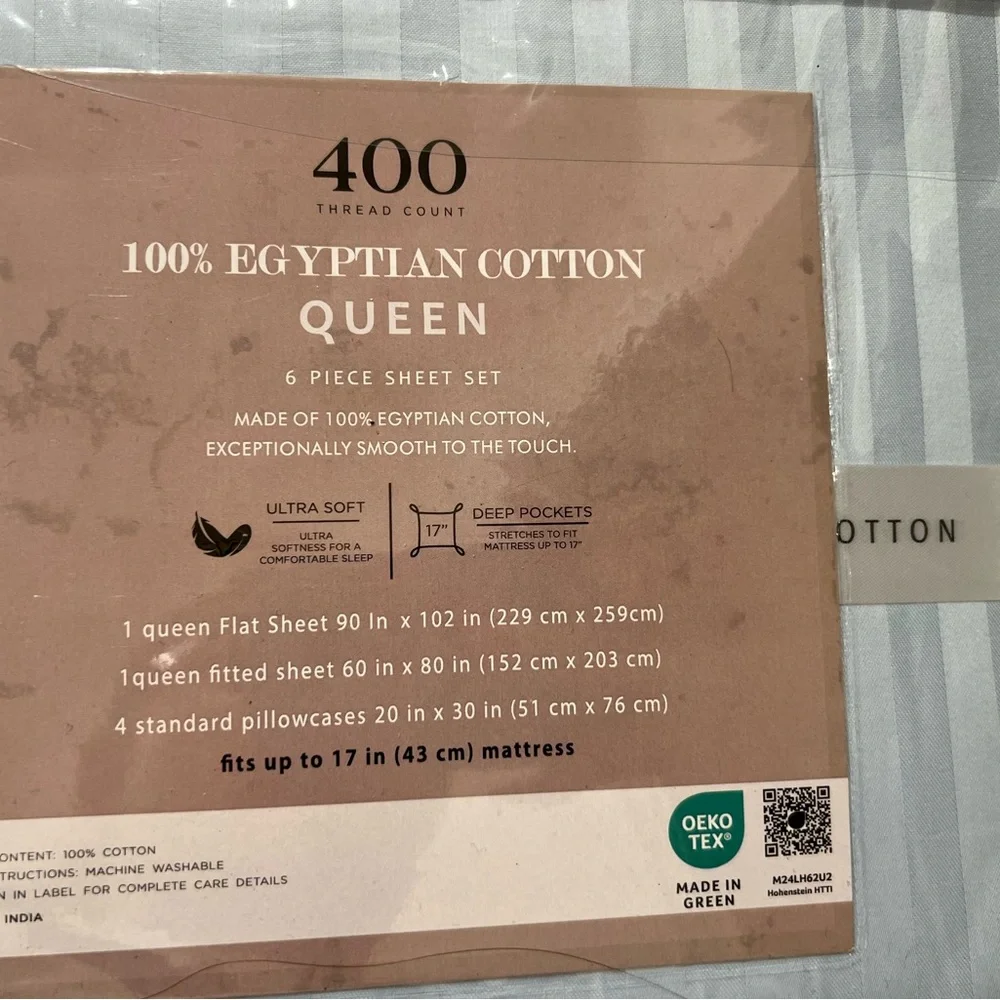 400
THREAD COUNT
100% EGYPTIAN COTTON
QUEEN
6 PIECE SHEET SET
MADE OF 100% EGYPTIAN COTTON,
EXCEPTIONALLY SMOOTH TO THE TOUCH.
ULTRA SOFT
ULTRA
SOFTNESS FOR A
COMFORTABLE SLEEP
17"
DEEP POCKETS
STRETCHES TO FIT
MATTRESS UP TO 17"
OTTON
1 queen Flat Sheet 90 In x 102 in (229 cm x 259cm)
1queen fitted sheet 60 in x 80 in (152 cm x 203 cm)
4 standard pillowcases 20 in x 30 in (51 cm x 76 cm)
fits up to 17 in (43 cm) mattress
ONTENT: 100% COTTON
TRUCTIONS: MACHINE WASHABLE
N IN LABEL FOR COMPLETE CARE DETAILS
INDIA
OEKO
TEX®
MADE IN
GREEN
M24LH62U2
Hohenstein HTTI